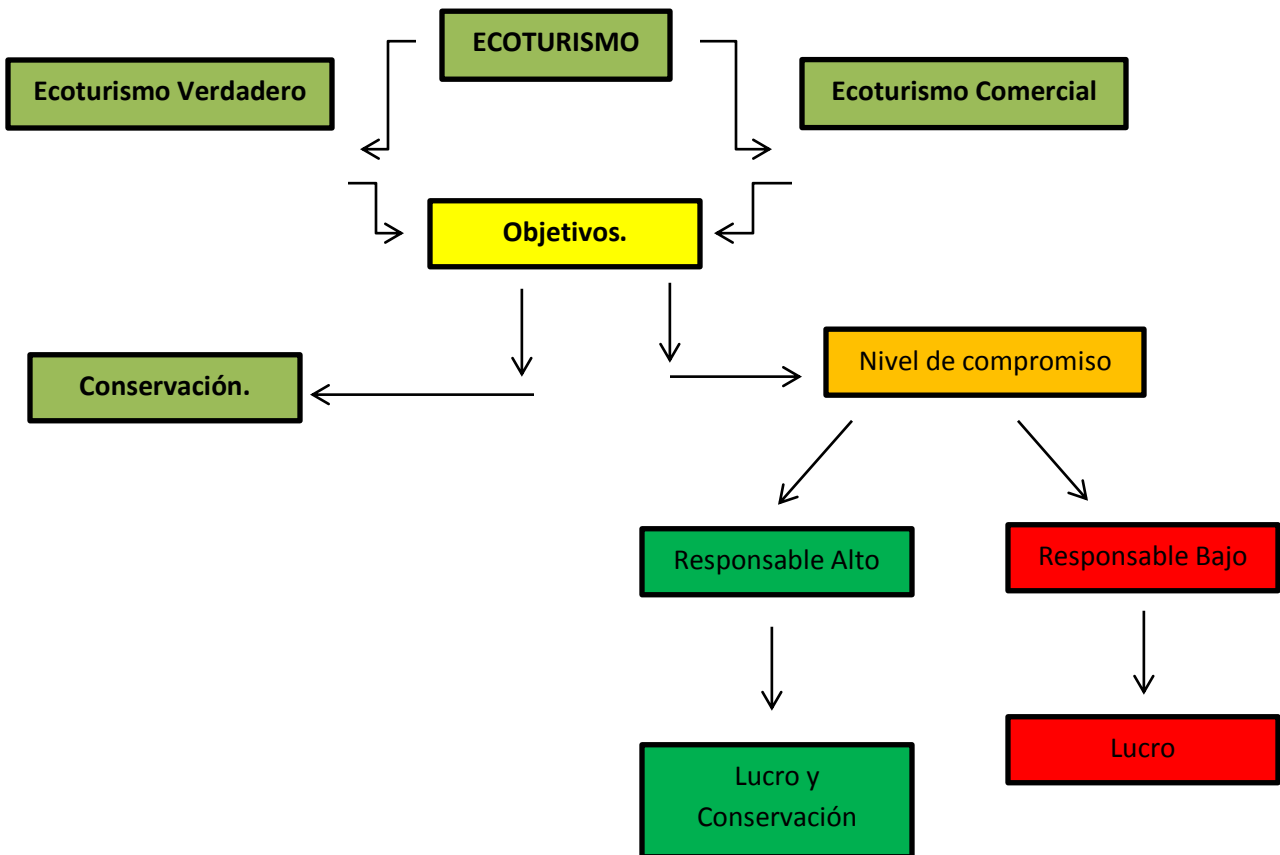 ECOTURISMO
Ecoturismo Verdadero
Ecoturismo Comercial
Objetivos.
Nivel de compromiso
Conservación.
Responsable Alto
Responsable Bajo
Lucro y
Conservación
Lucro